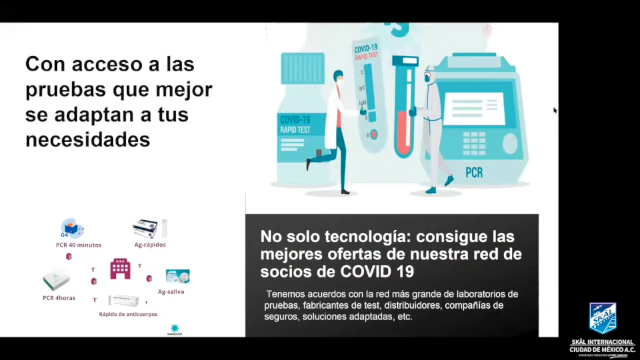 Con acceso a las
pruebas que mejor
se adaptan a tus
necesidades
COVID-19
RAPID TEST
COVID-19
RAPID TEST
PCR
PCR 40 minutos
Ag-rápidos
PCR 4horas
Ag-saliva
Rápido de anticuerpos
No solo tecnología: consigue las
mejores ofertas de nuestra red de
socios de COVID 19
Tenemos acuerdos con la red más grande de laboratorios de
pruebas, fabricantes de test, distribuidores, compañías de
seguros, soluciones adaptadas, etc.
SKÅL
SKÅL INTERNACIONAL
CIUDAD DE MÉXICO A.C.